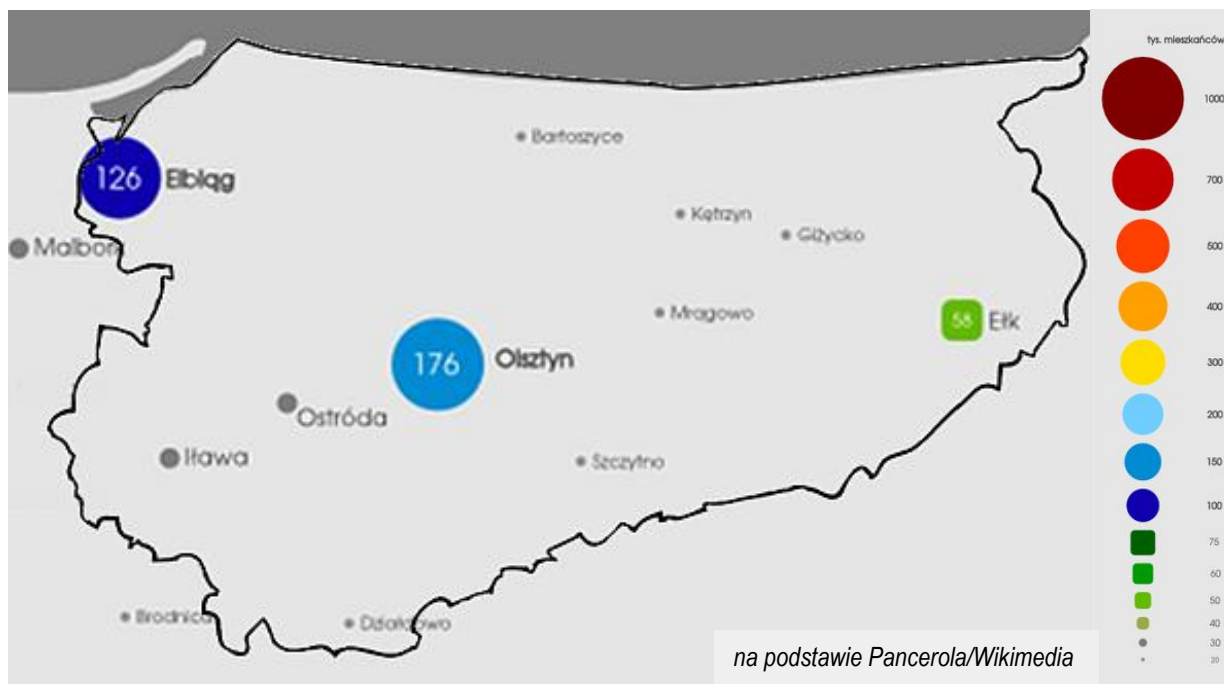 tys. mieszkańców
1000
700
500
400
300
200
150
100
75
60
50
40
30
20
Bartoszyce
126 Elbląg
Kętrzyn
Giżycko
Malbork
Mrągowo
58 Ełk
176 Olsztyn
Ostróda
Iława
Szczytno
Brodnica
Działdowo
na podstawie Pancerola/Wikimedia